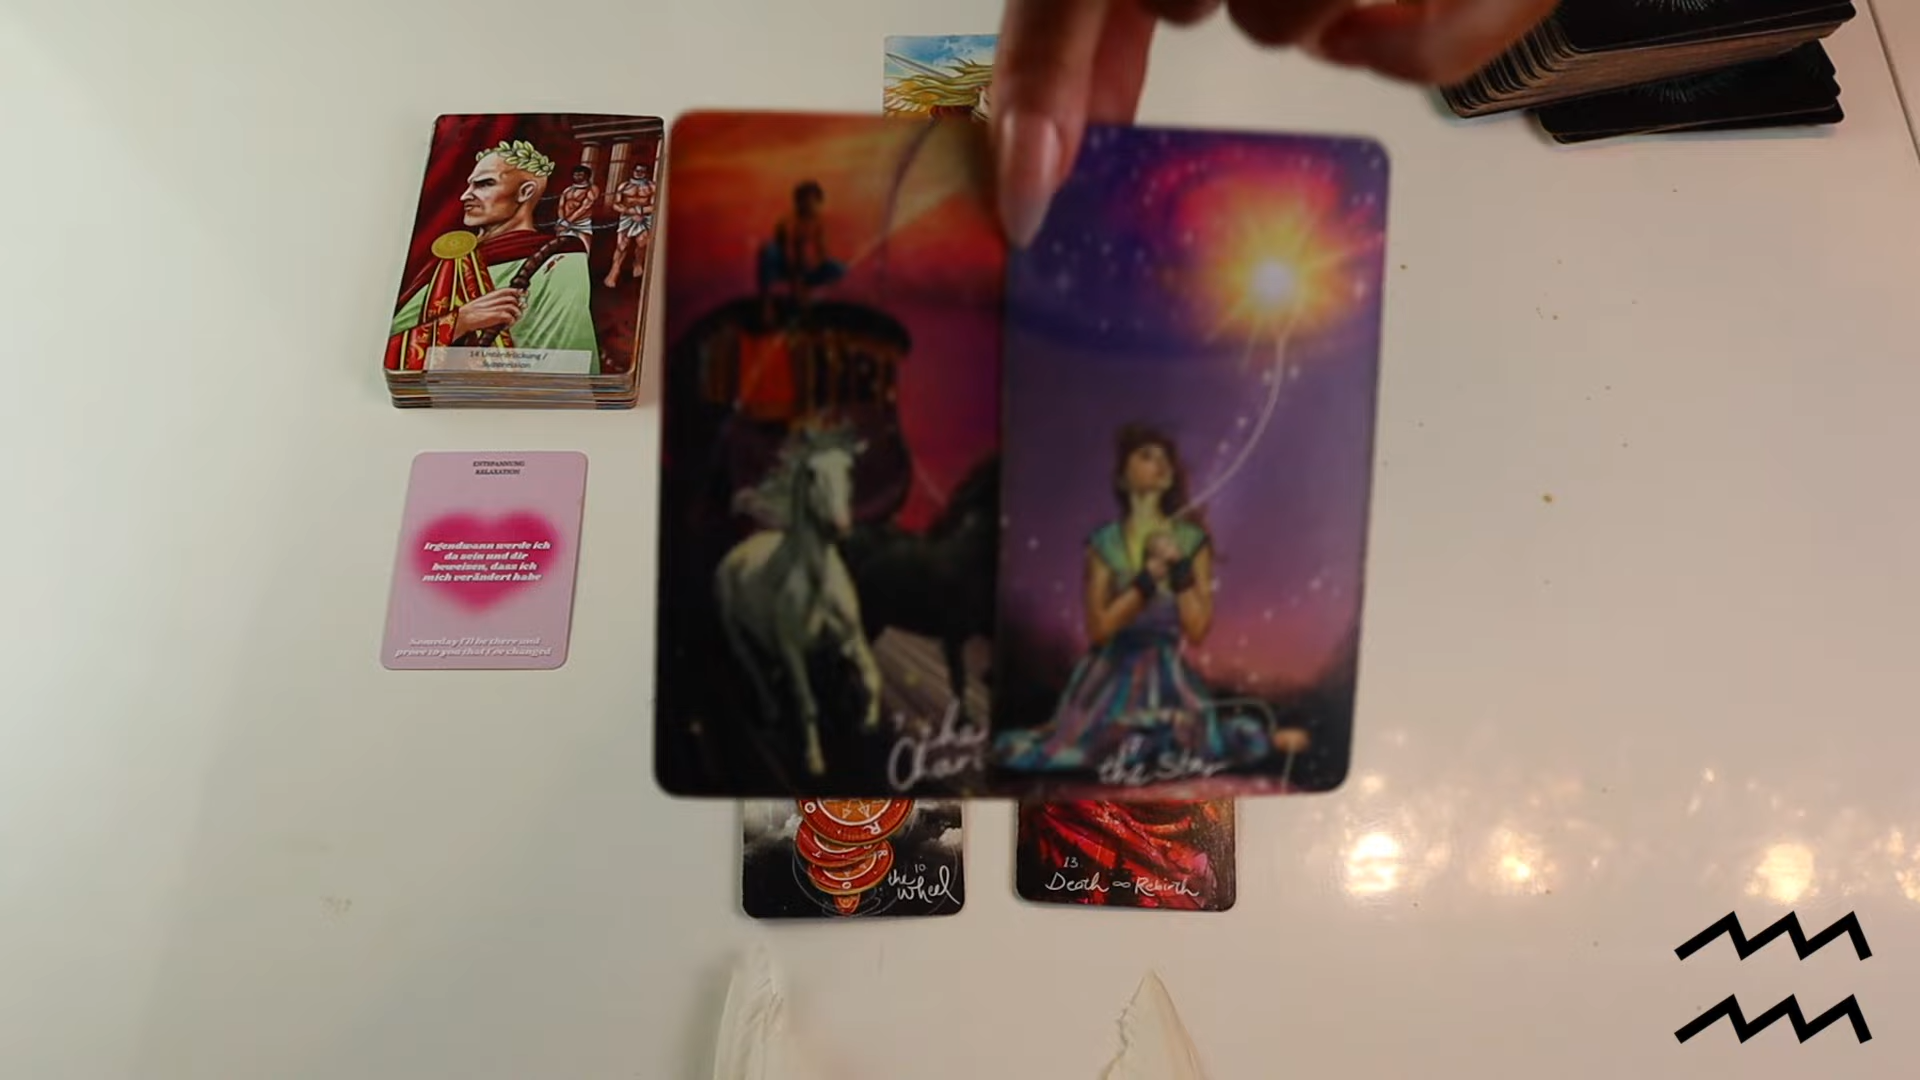 14 Unterdrückung /
Suppression
ENTSPANNUNG
RELAXATION
Irgendwann werde ich
da sein und dir
beweisen, dass ich
mich verändert habe
Someday I'll be there and
prove to you that I've changed
the
the Star
10
the
Wheel
13
Death ∞ Rebirth